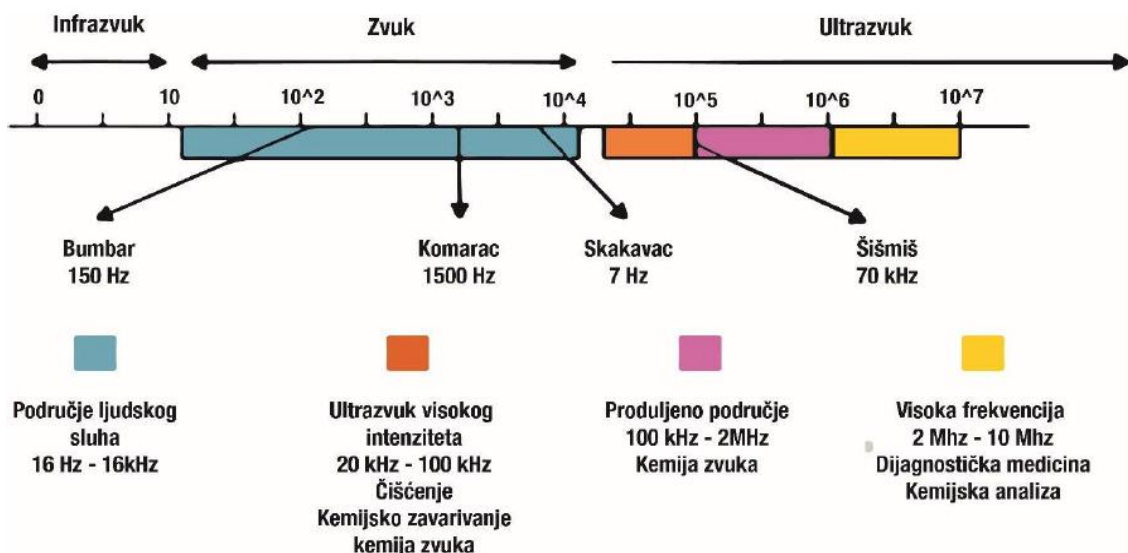 Infrazvuk
Zvuk
Ultrazvuk
0
10
10^2
10^3
10^4
10^5
10^6
10^7
Bumbar
150 Hz
Komarac
1500 Hz
Skakavac
7 Hz
Šišmiš
70 kHz
Područje ljudskog
sluha
16 Hz - 16kHz
Ultrazvuk visokog
intenziteta
20 kHz - 100 kHz
Čišćenje
Kemijsko zavarivanje
kemija zvuka
Produljeno područje
100 kHz - 2MHz
Kemija zvuka
Visoka frekvencija
2 Mhz - 10 Mhz
Dijagnostička medicina
Kemijska analiza